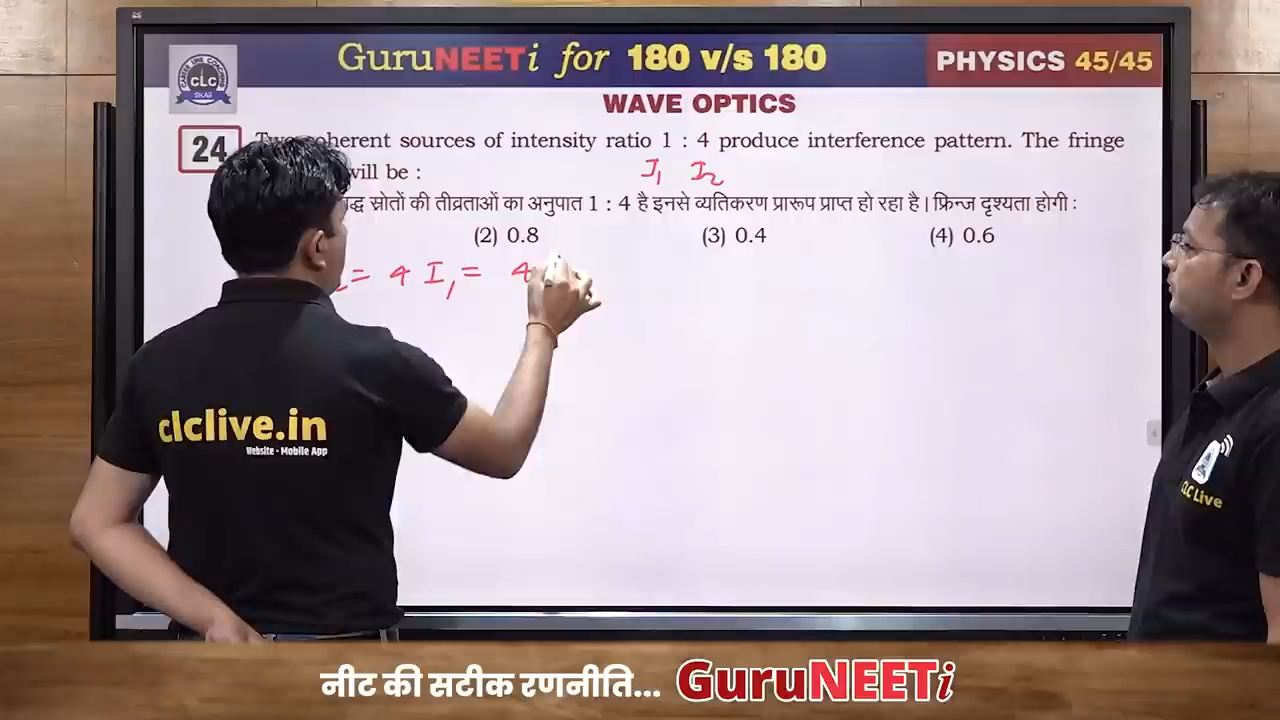 GuruNEETi for 180 v/s 180
PHYSICS 45/45
CLC
SIKAR
WAVE OPTICS
24
coherent sources of intensity ratio 1 : 4 produce interference pattern. The fringe
will be :
I₁ I₂
स्रोतों की तीव्रताओं का अनुपात 1 : 4 है इनसे व्यतिकरण प्रारूप प्राप्त हो रहा है। फ्रिन्ज दृश्यता होगी :
(2) 0.8 (3) 0.4 (4) 0.6
= 4 I₁ = 4
clclive.in
Website - Mobile App
CLC Live
नीट की सटीक रणनीति... GuruNEETi